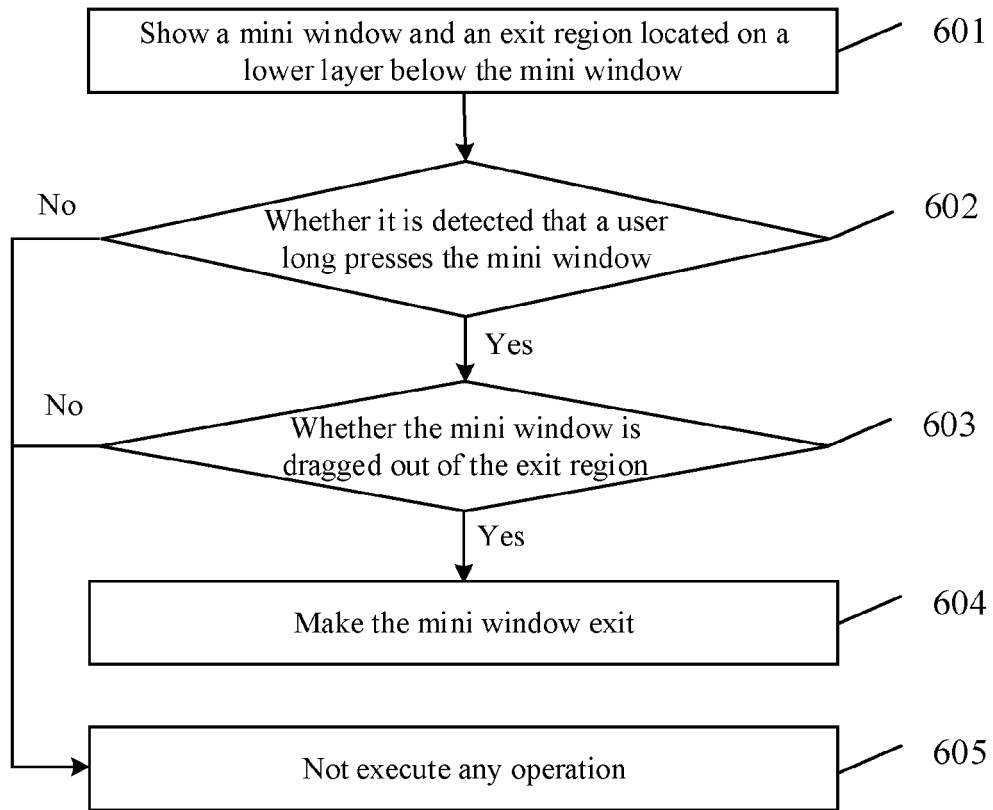 Show a mini window and an exit region located on a
lower layer below the mini window
601
No
Whether it is detected that a user
long presses the mini window
602
Yes
No
Whether the mini window is
dragged out of the exit region
603
Yes
Make the mini window exit
604
Not execute any operation
605